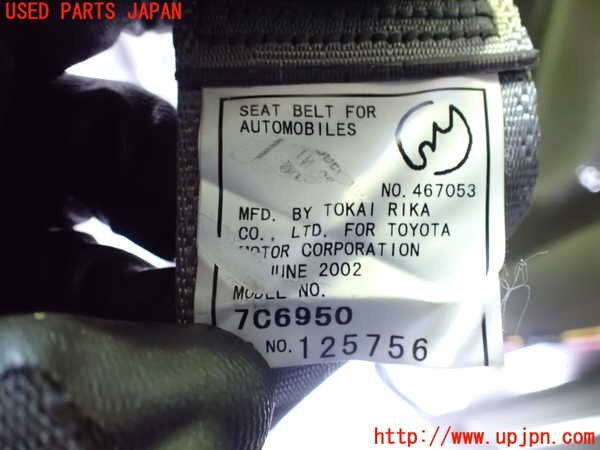 USED PARTS JAPAN
SEAT BELT FOR
AUTOMOBILES
NO. 467053
MFD. BY TOKAI RIKA
CO., LTD. FOR TOYOTA
MOTOR CORPORATION
JUNE 2002
MODEL NO.
7C6950
NO. 125756
http://www.upjpn.com/